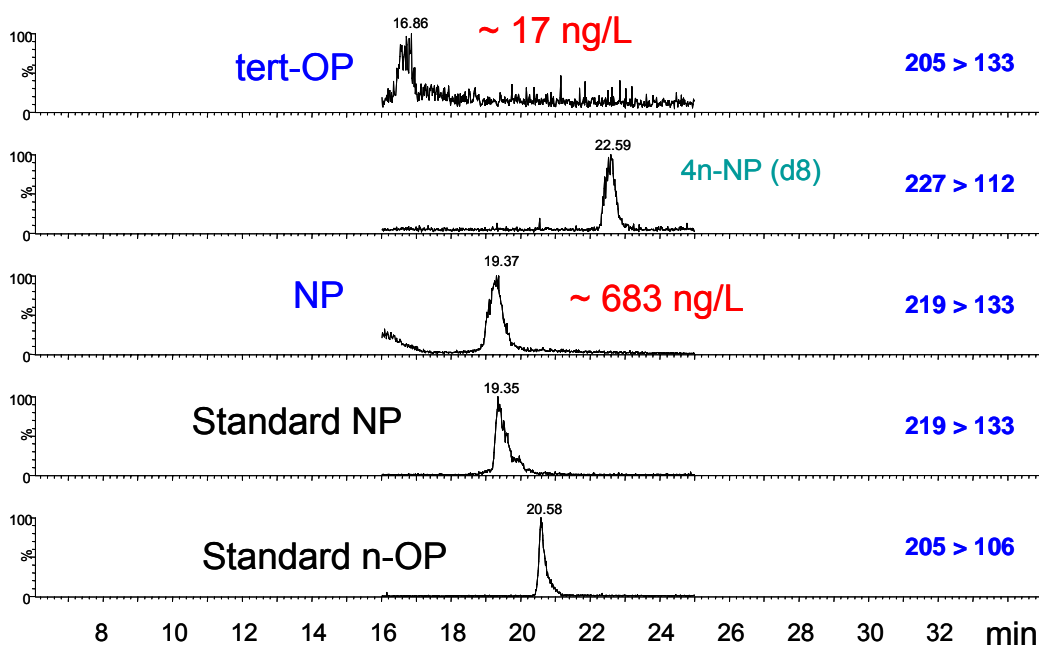 16.86
100
%
0
tert-OP
~ 17 ng/L
205 > 133
22.59
100
%
0
4n-NP (d8)
227 > 112
19.37
100
%
0
NP
~ 683 ng/L
219 > 133
19.35
100
%
0
Standard NP
219 > 133
20.58
100
%
0
Standard n-OP
205 > 106
8 10 12 14 16 18 20 22 24 26 28 30 32 min